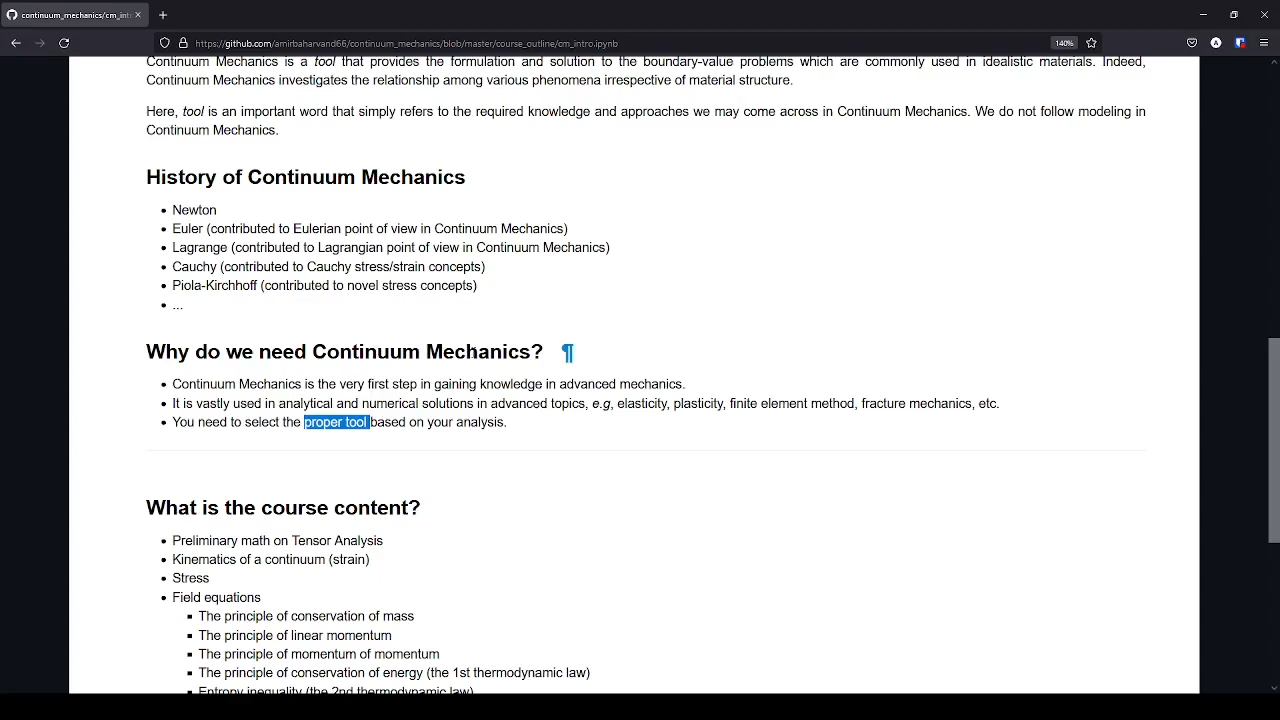 continuum_mechanics/cm_intr
https://github.com/amirbaharvand66/continuum_mechanics/blob/master/course_outline/cm_intro.ipynb
140%
Continuum Mechanics is a tool that provides the formulation and solution to the boundary-value problems which are commonly used in idealistic materials. Indeed,
Continuum Mechanics investigates the relationship among various phenomena irrespective of material structure.
Here, tool is an important word that simply refers to the required knowledge and approaches we may come across in Continuum Mechanics. We do not follow modeling in
Continuum Mechanics.
History of Continuum Mechanics
• Newton
• Euler (contributed to Eulerian point of view in Continuum Mechanics)
• Lagrange (contributed to Lagrangian point of view in Continuum Mechanics)
• Cauchy (contributed to Cauchy stress/strain concepts)
• Piola-Kirchhoff (contributed to novel stress concepts)
• ...
Why do we need Continuum Mechanics? ¶
• Continuum Mechanics is the very first step in gaining knowledge in advanced mechanics.
• It is vastly used in analytical and numerical solutions in advanced topics, e.g, elasticity, plasticity, finite element method, fracture mechanics, etc.
• You need to select the proper tool based on your analysis.
What is the course content?
• Preliminary math on Tensor Analysis
• Kinematics of a continuum (strain)
• Stress
• Field equations
▪ The principle of conservation of mass
▪ The principle of linear momentum
▪ The principle of momentum of momentum
▪ The principle of conservation of energy (the 1st thermodynamic law)
▪ Entropy inequality (the 2nd thermodynamic law)